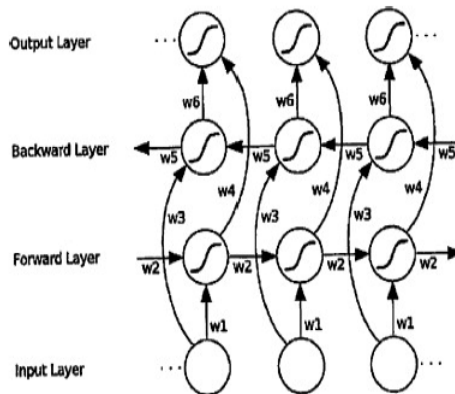 Output Layer ... ...
w6 w6 w6
Backward Layer
w5 w5 w5 w5
w4 w4 w4
w3 w3 w3
Forward Layer
w2 w2 w2 w2
w1 w1 w1
Input Layer ... ...